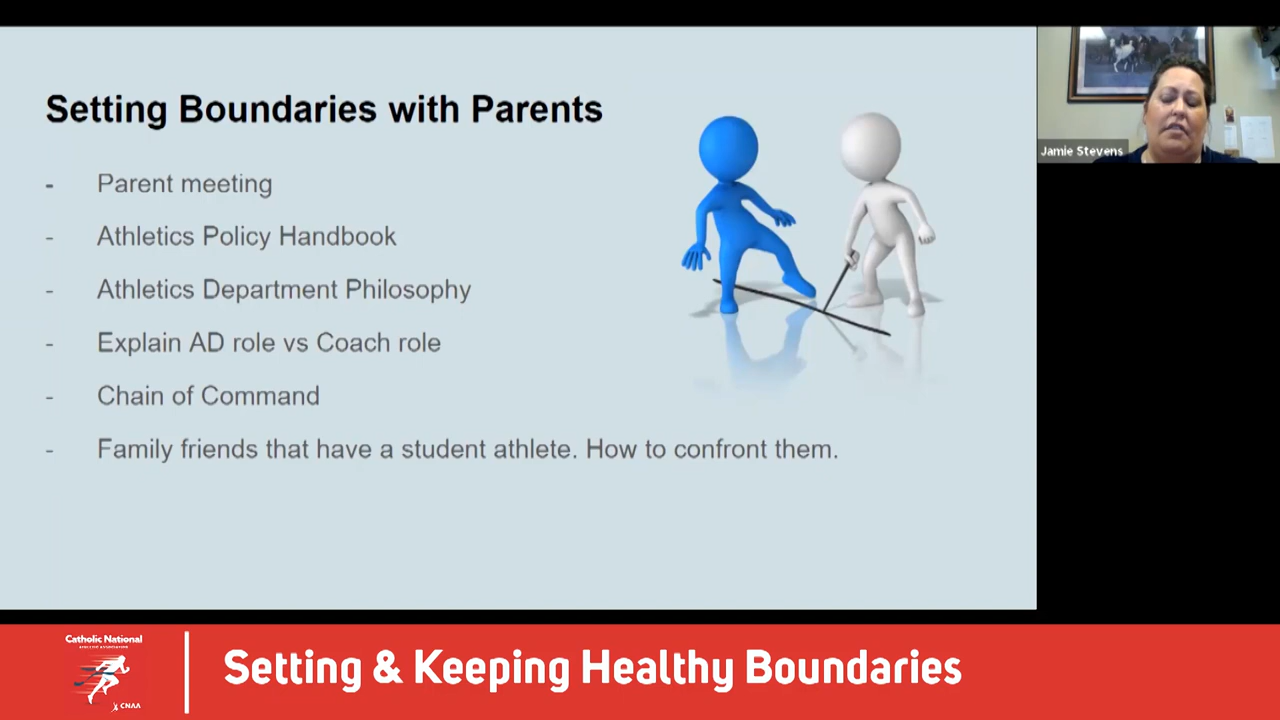 Setting Boundaries with Parents
- Parent meeting
- Athletics Policy Handbook
- Athletics Department Philosophy
- Explain AD role vs Coach role
- Chain of Command
- Family friends that have a student athlete. How to confront them.
Jamie Stevens
Catholic National
ATHLETIC ASSOCIATION
CNAA
Setting & Keeping Healthy Boundaries